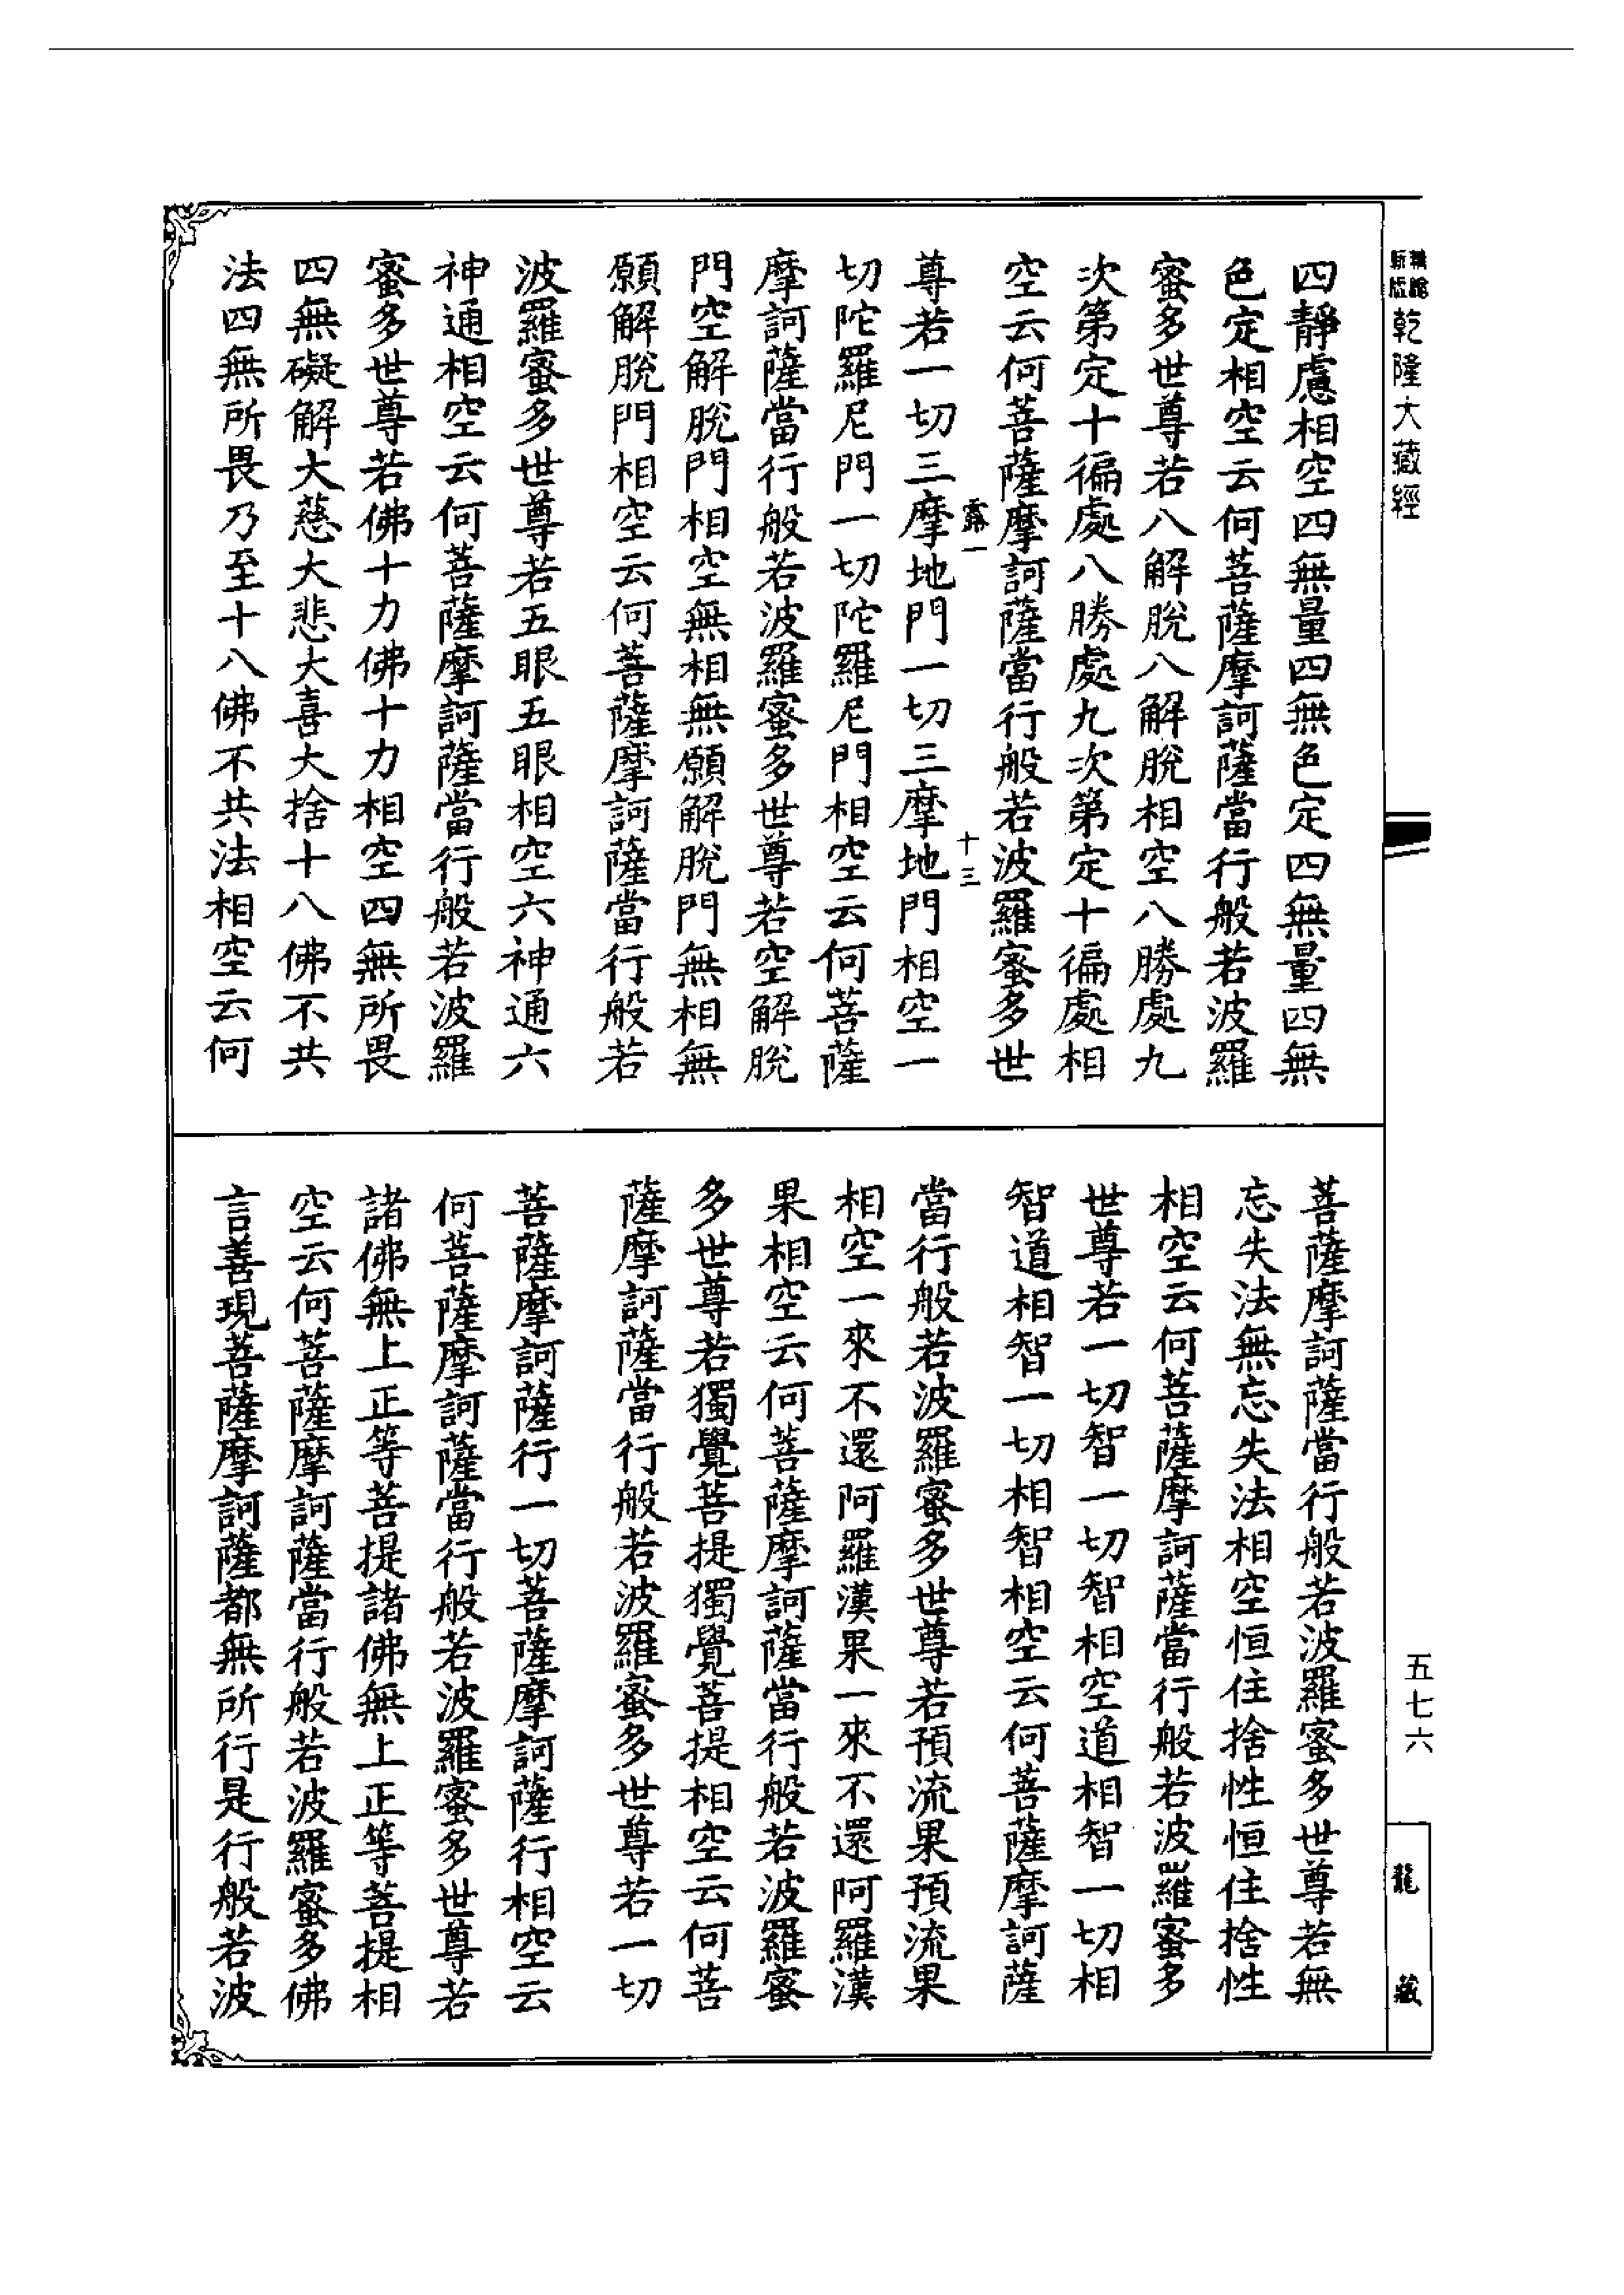 乾隆大藏經
四靜慮相空四無量四無色定四無量四無
色定相空云何菩薩摩訶薩當行般若波羅
蜜多世尊若八解脫八解脫相空八勝處九
次第定十徧處八勝處九次第定十徧處相
空云何菩薩摩訶薩當行般若波羅蜜多世
露一
十三
尊若一切三摩地門一切三摩地門相空一
切陀羅尼門一切陀羅尼門相空云何菩薩
摩訶薩當行般若波羅蜜多世尊若空解脫
門空解脫門相空無相無願解脫門無相無
願解脫門相空云何菩薩摩訶薩當行般若
波羅蜜多世尊若五眼五眼相空六神通六
神通相空云何菩薩摩訶薩當行般若波羅
蜜多世尊若佛十力佛十力相空四無所畏
四無礙解大慈大悲大喜大捨十八佛不共
法四無所畏乃至十八佛不共法相空云何
菩薩摩訶薩當行般若波羅蜜多世尊若無
忘失法無忘失法相空恒住捨性恒住捨性
相空云何菩薩摩訶薩當行般若波羅蜜多
世尊若一切智一切智相空道相智一切相
智道相智一切相智相空云何菩薩摩訶薩
當行般若波羅蜜多世尊若預流果預流果
相空一來不還阿羅漢果一來不還阿羅漢
果相空云何菩薩摩訶薩當行般若波羅蜜
多世尊若獨覺菩提獨覺菩提相空云何菩
薩摩訶薩當行般若波羅蜜多世尊若一切
菩薩摩訶薩行一切菩薩摩訶薩行相空云
何菩薩摩訶薩當行般若波羅蜜多世尊若
諸佛無上正等菩提諸佛無上正等菩提相
空云何菩薩摩訶薩當行般若波羅蜜多佛
言善現菩薩摩訶薩都無所行是行般若波
五七六
龍藏